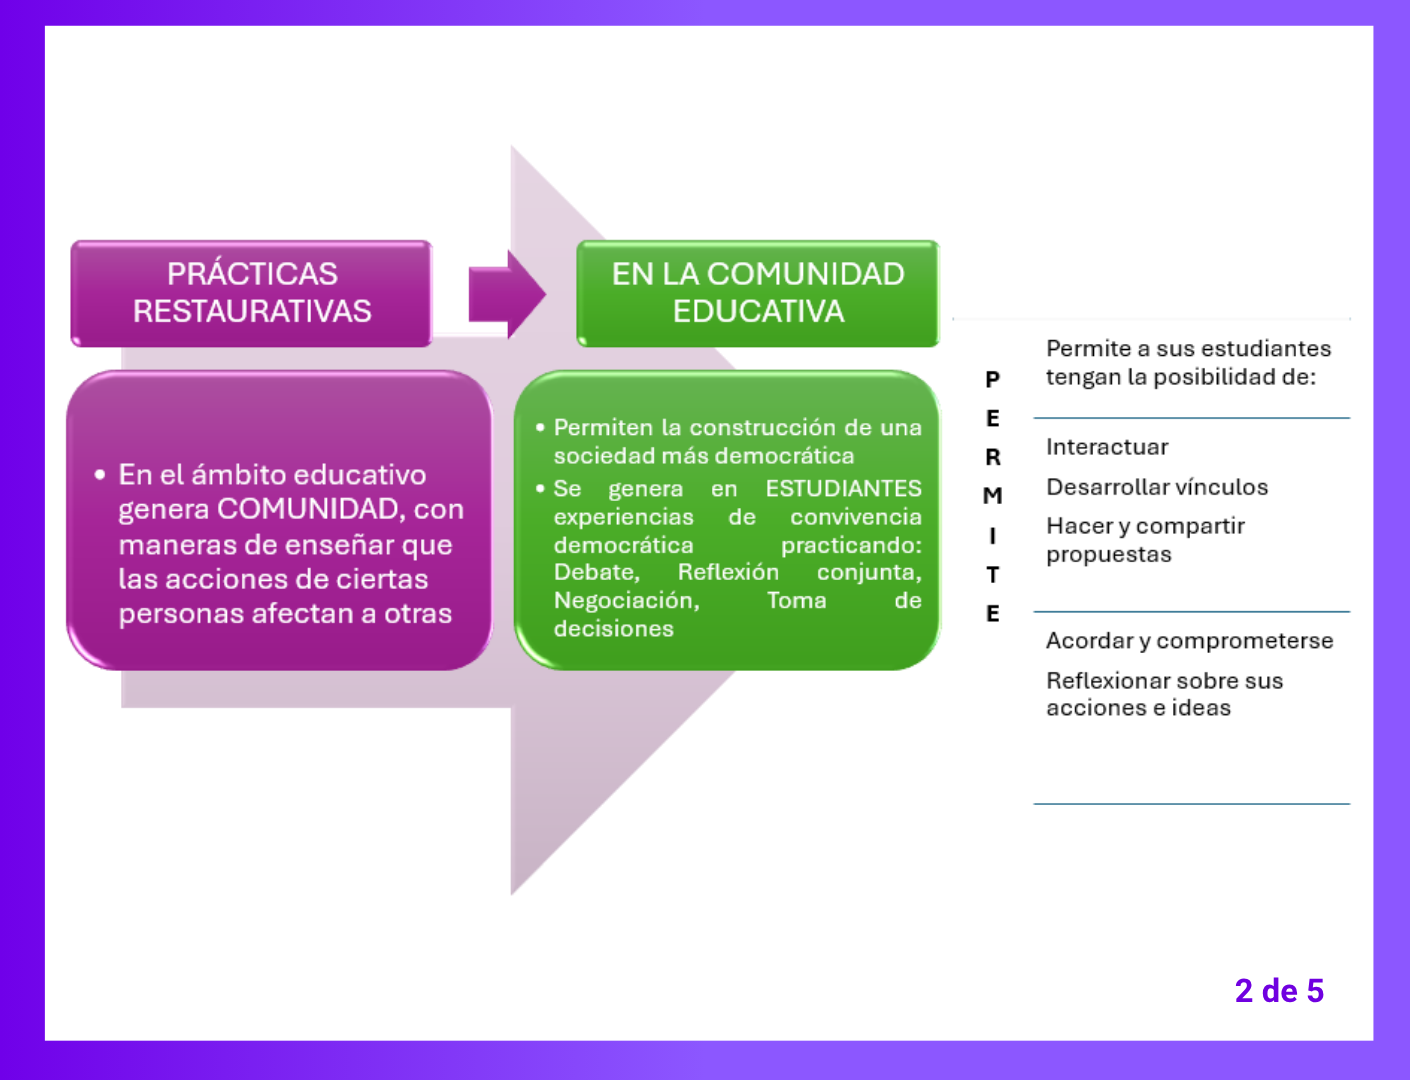 PRÁCTICAS
RESTAURATIVAS
EN LA COMUNIDAD
EDUCATIVA
• En el ámbito educativo
genera COMUNIDAD, con
maneras de enseñar que
las acciones de ciertas
personas afectan a otras
• Permiten la construcción de una
sociedad más democrática
• Se genera en ESTUDIANTES
experiencias de convivencia
democrática practicando:
Debate, Reflexión conjunta,
Negociación, Toma de
decisiones
P
E
R
M
I
T
E
Permite a sus estudiantes
tengan la posibilidad de:
Interactuar
Desarrollar vínculos
Hacer y compartir
propuestas
Acordar y comprometerse
Reflexionar sobre sus
acciones e ideas
2 de 5